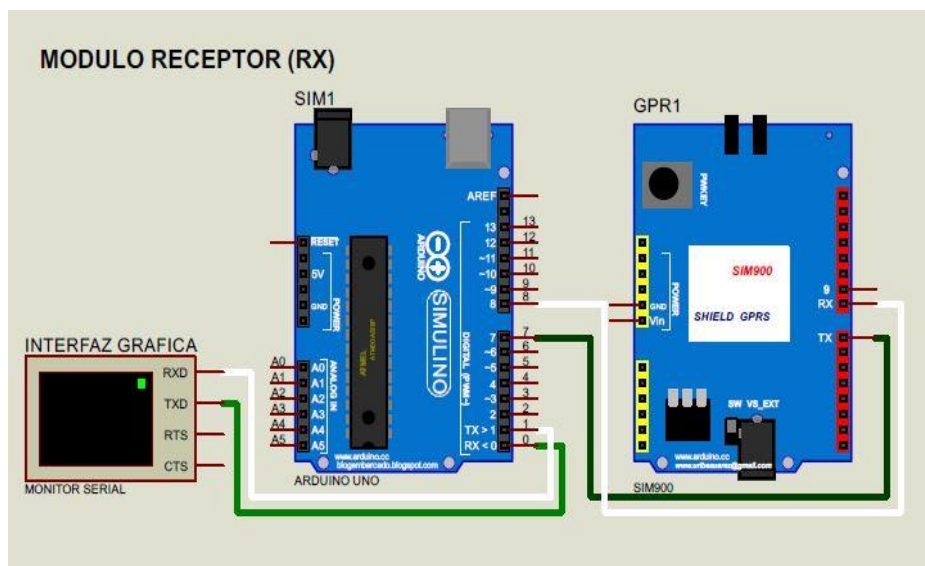 MODULO RECEPTOR (RX)
SIM1
GPR1
AREF
PWKEY
13
13
12
12
~11
11
~10
10
~9
9
8
8
RESET
5V
POWER
GND
ARDUINO
SIMULINO
ATMEL
DIGITAL (PWM~)
7
7
~6
6
~5
5
4
4
~3
3
2
2
TX > 1
1
RX < 0
0
A0
A0
A1
A1
A2
A2
A3
A3
A4
A4
A5
A5
ANALOG IN
www.arduino.cc
blogembarcado.blogspot.com
ARDUINO UNO
SIM900
SHIELD GPRS
POWER
GND
Vin
9
RX
TX
SW VS_EXT
www.arduino.cc
SIM900
INTERFAZ GRAFICA
RXD
TXD
RTS
CTS
MONITOR SERIAL